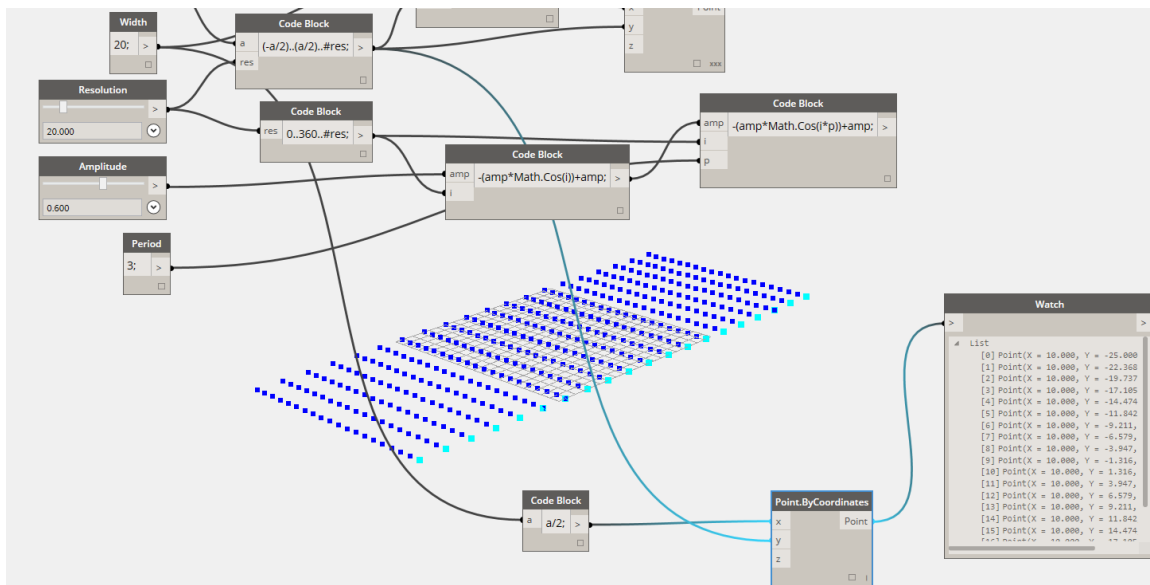 Point
x
y
z
xxx
Width
20; >
Code Block
a (-a/2)..(a/2)..#res; >
res
Resolution
>
20.000
Code Block
res 0..360..#res; >
Code Block
amp -(amp*Math.Cos(i*p))+amp; >
i
p
Amplitude
>
0.600
Code Block
amp -(amp*Math.Cos(i))+amp; >
i
Period
3; >
Watch
> >
List
[0] Point(X = 10.000, Y = -25.000
[1] Point(X = 10.000, Y = -22.368
[2] Point(X = 10.000, Y = -19.737
[3] Point(X = 10.000, Y = -17.105
[4] Point(X = 10.000, Y = -14.474
[5] Point(X = 10.000, Y = -11.842
[6] Point(X = 10.000, Y = -9.211,
[7] Point(X = 10.000, Y = -6.579,
[8] Point(X = 10.000, Y = -3.947,
[9] Point(X = 10.000, Y = -1.316,
[10] Point(X = 10.000, Y = 1.316,
[11] Point(X = 10.000, Y = 3.947,
[12] Point(X = 10.000, Y = 6.579,
[13] Point(X = 10.000, Y = 9.211,
[14] Point(X = 10.000, Y = 11.842
[15] Point(X = 10.000, Y = 14.474
Code Block
a a/2; >
Point.ByCoordinates
x Point
y
z